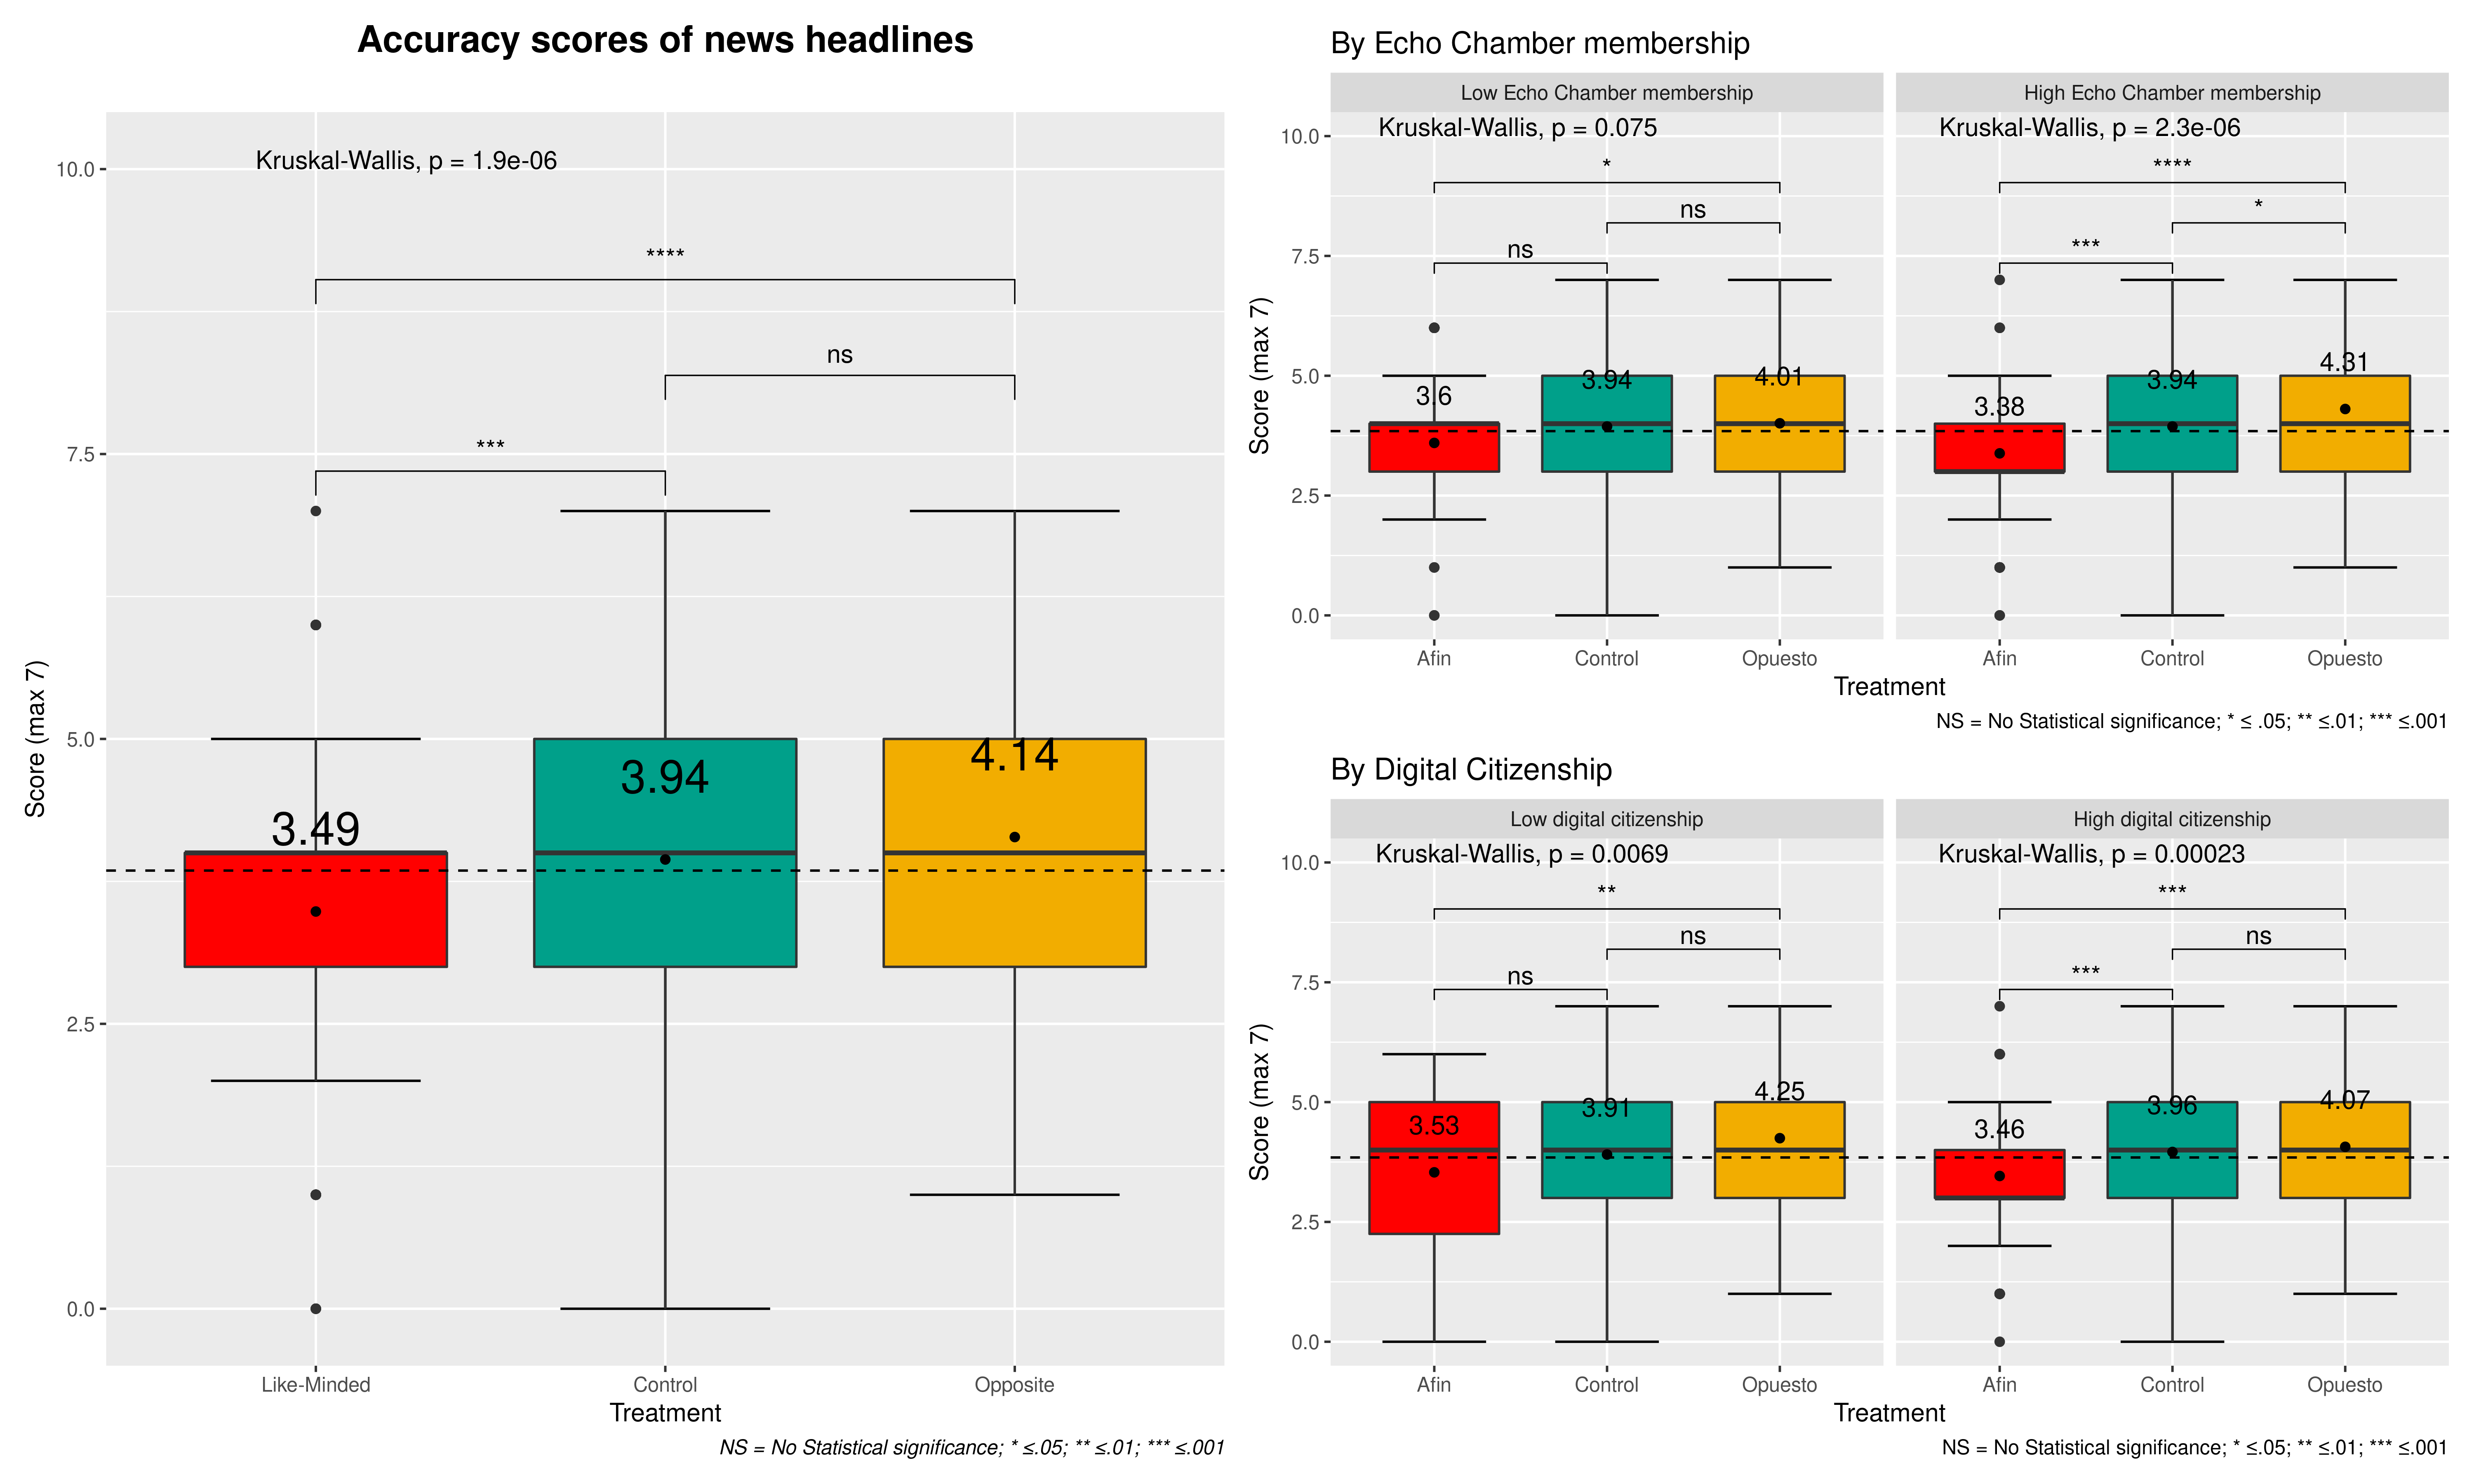 Accuracy scores of news headlines
Score (max 7)
10.0
7.5
5.0
2.5
0.0
Kruskal-Wallis, p = 1.9e-06
****
ns
***
3.49
3.94
4.14
Like-Minded
Control
Opposite
Treatment
NS = No Statistical significance; * ≤.05; ** ≤.01; *** ≤.001
By Echo Chamber membership
Score (max 7)
10.0
7.5
5.0
2.5
0.0
Low Echo Chamber membership
Kruskal-Wallis, p = 0.075
*
ns
ns
3.6
3.94
4.01
Afin
Control
Opuesto
High Echo Chamber membership
Kruskal-Wallis, p = 2.3e-06
****
*
***
3.38
3.94
4.31
Afin
Control
Opuesto
Treatment
NS = No Statistical significance; * ≤ .05; ** ≤.01; *** ≤.001
By Digital Citizenship
Score (max 7)
10.0
7.5
5.0
2.5
0.0
Low digital citizenship
Kruskal-Wallis, p = 0.0069
**
ns
ns
3.53
3.91
4.25
Afin
Control
Opuesto
High digital citizenship
Kruskal-Wallis, p = 0.00023
***
ns
***
3.46
3.96
4.07
Afin
Control
Opuesto
Treatment
NS = No Statistical significance; * ≤.05; ** ≤.01; *** ≤.001